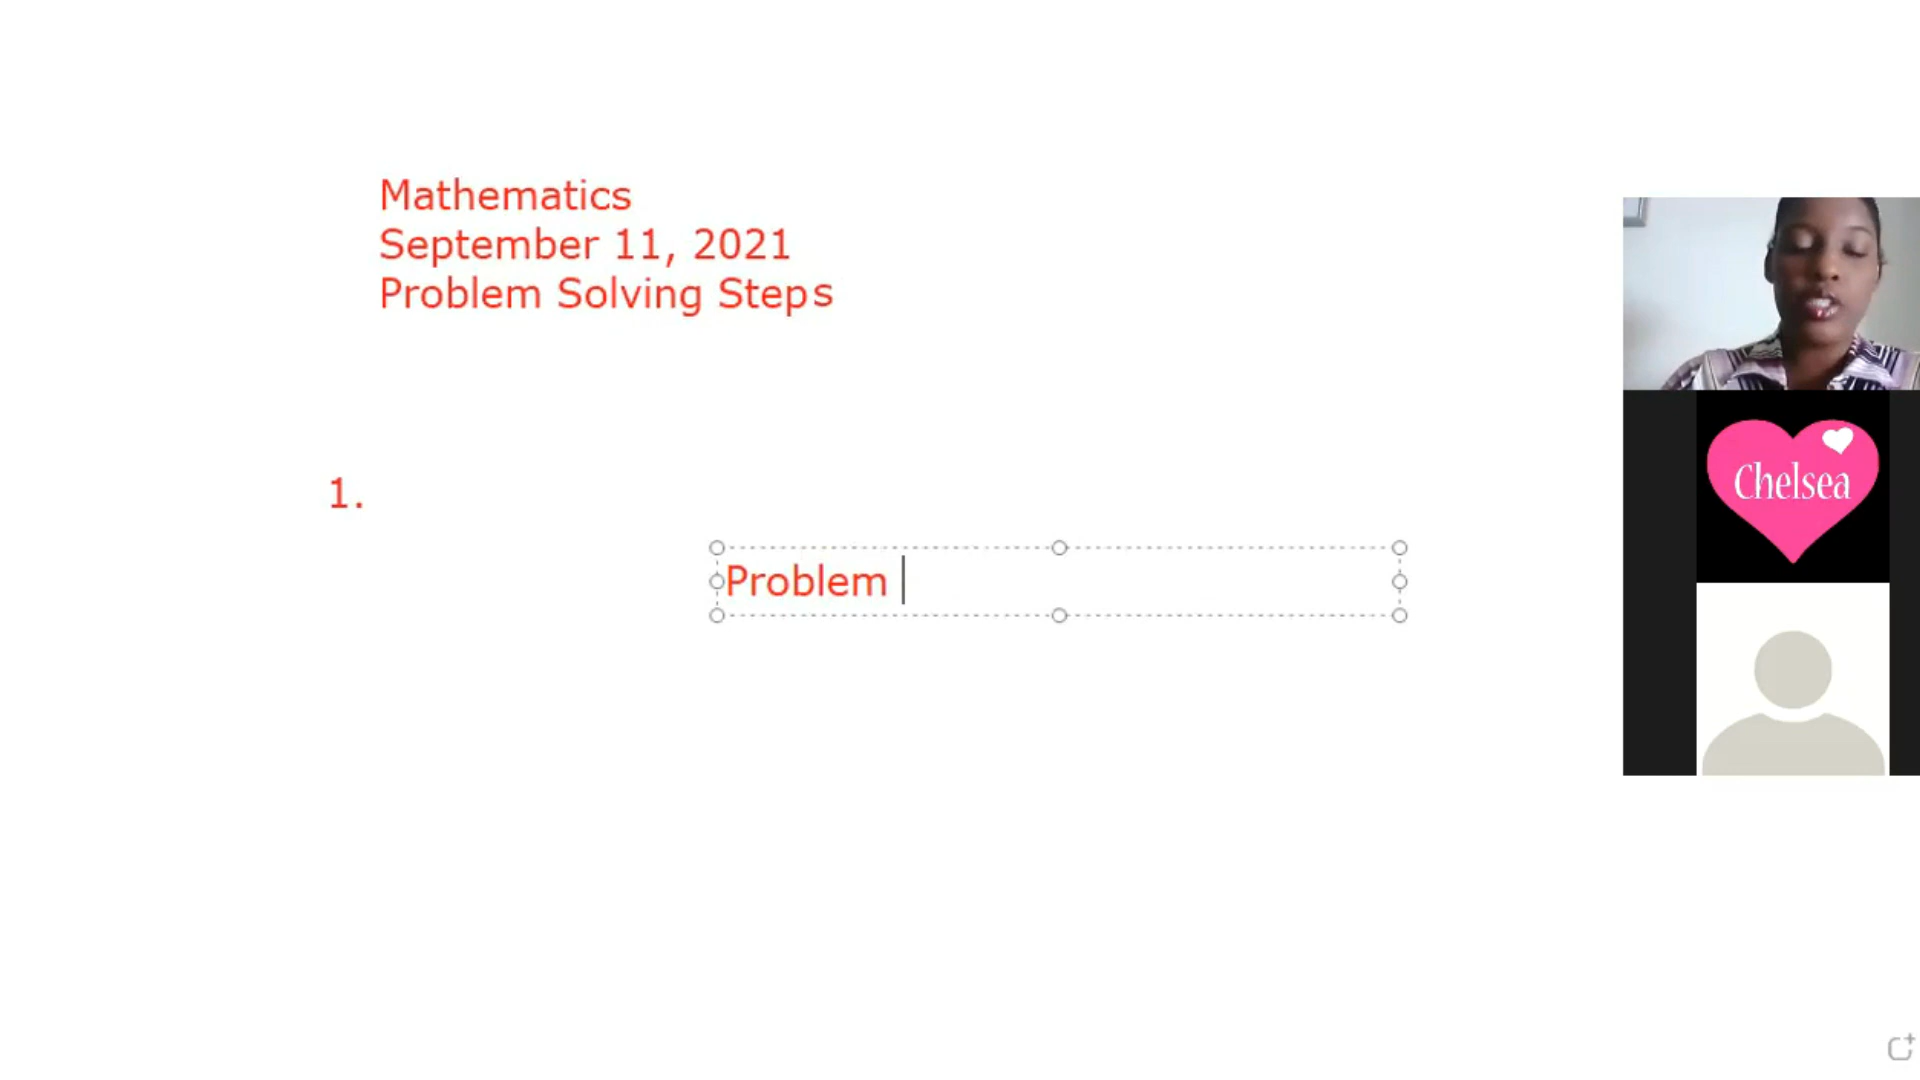 Mathematics
September 11, 2021
Problem Solving Steps
1.
Problem
Chelsea